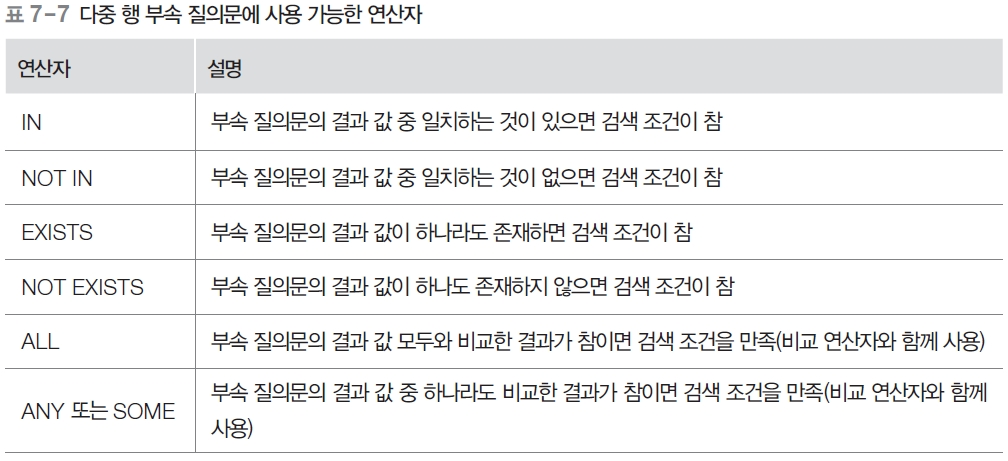 표 7-7 다중 행 부속 질의문에 사용 가능한 연산자
연산자 설명
IN 부속 질의문의 결과 값 중 일치하는 것이 있으면 검색 조건이 참
NOT IN 부속 질의문의 결과 값 중 일치하는 것이 없으면 검색 조건이 참
EXISTS 부속 질의문의 결과 값이 하나라도 존재하면 검색 조건이 참
NOT EXISTS 부속 질의문의 결과 값이 하나도 존재하지 않으면 검색 조건이 참
ALL 부속 질의문의 결과 값 모두와 비교한 결과가 참이면 검색 조건을 만족(비교 연산자와 함께 사용)
ANY 또는 SOME 부속 질의문의 결과 값 중 하나라도 비교한 결과가 참이면 검색 조건을 만족(비교 연산자와 함께
사용)